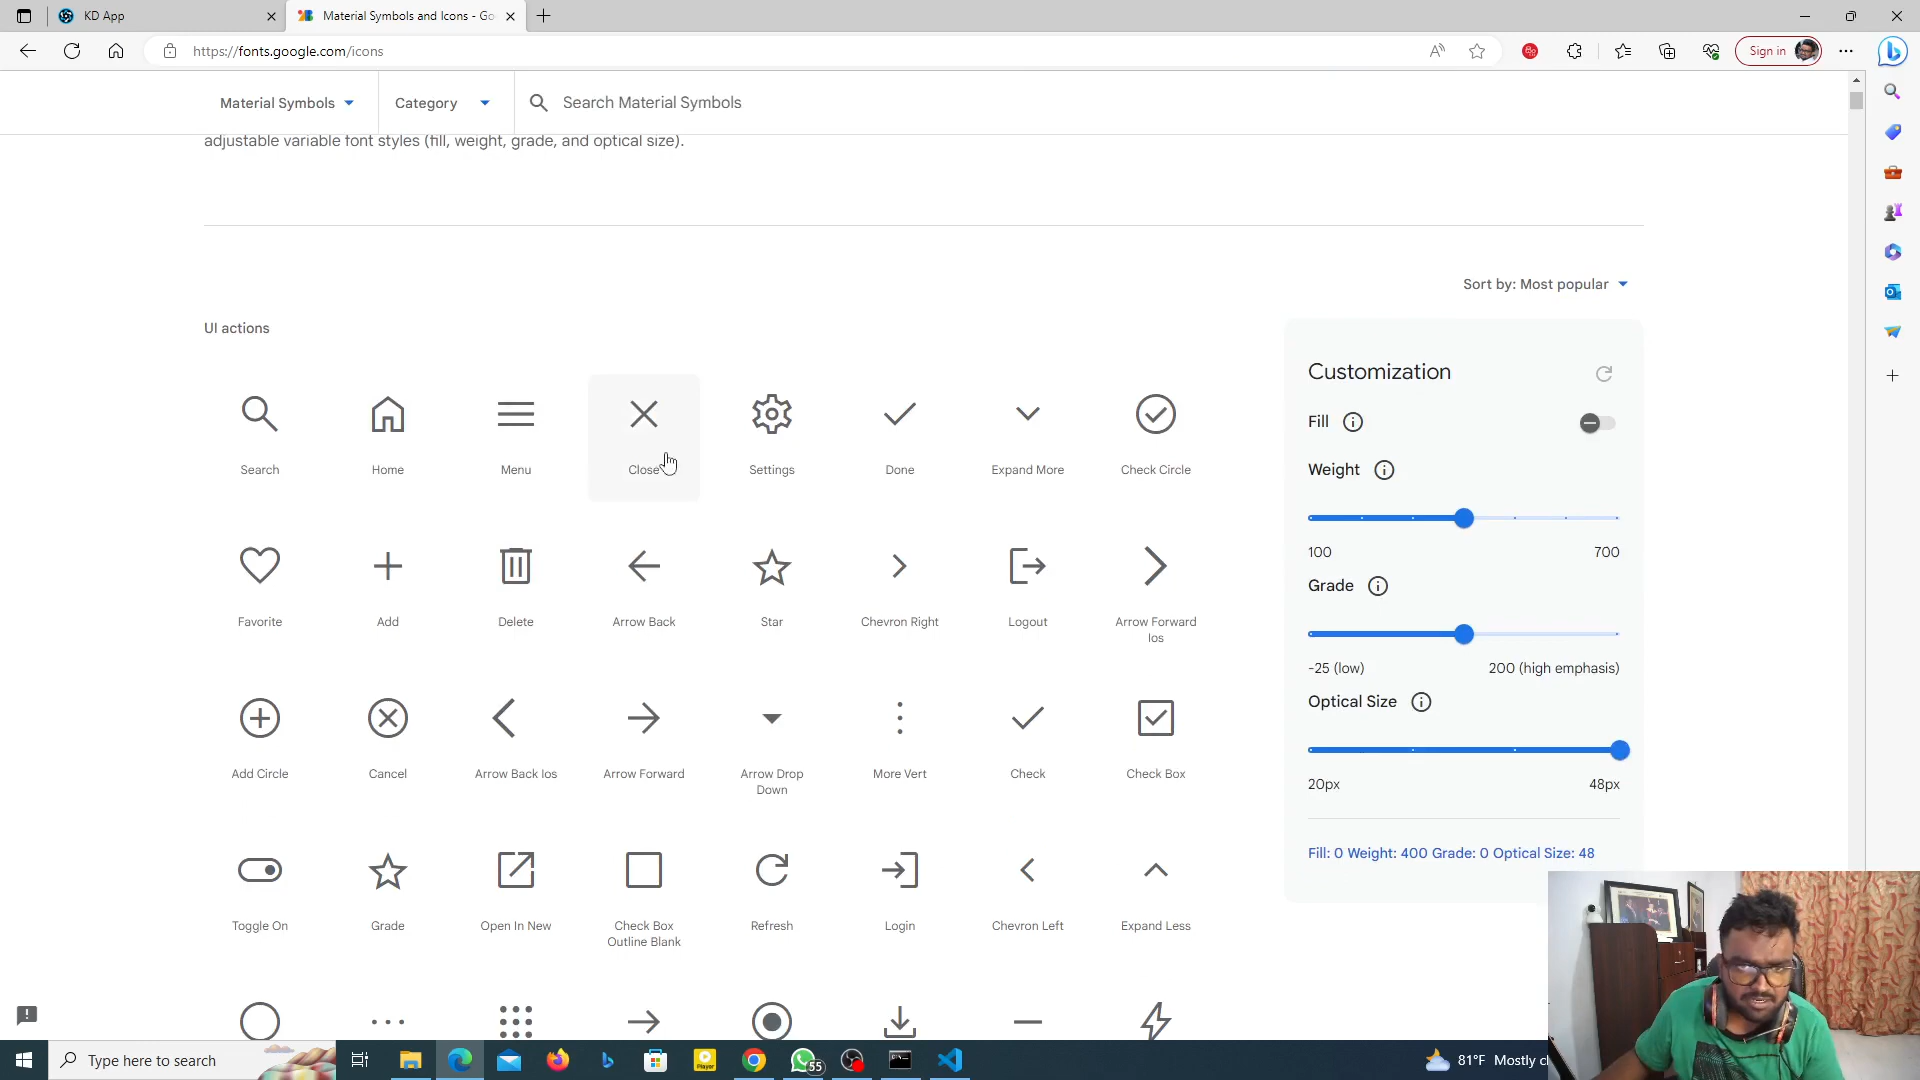 KD App
Material Symbols and Icons - Go
https://fonts.google.com/icons
Sign in
Material Symbols
Category
Search Material Symbols
adjustable variable font styles (fill, weight, grade, and optical size).
Sort by: Most popular
UI actions
Search
Home
Menu
Close
Settings
Done
Expand More
Check Circle
Favorite
Add
Delete
Arrow Back
Star
Chevron Right
Logout
Arrow Forward
Ios
Add Circle
Cancel
Arrow Back Ios
Arrow Forward
Arrow Drop
Down
More Vert
Check
Check Box
Toggle On
Grade
Open In New
Check Box
Outline Blank
Refresh
Login
Chevron Left
Expand Less
Customization
Fill
Weight
100
700
Grade
-25 (low)
200 (high emphasis)
Optical Size
20px
48px
Fill: 0 Weight: 400 Grade: 0 Optical Size: 48
Type here to search
Player
55
81°F Mostly